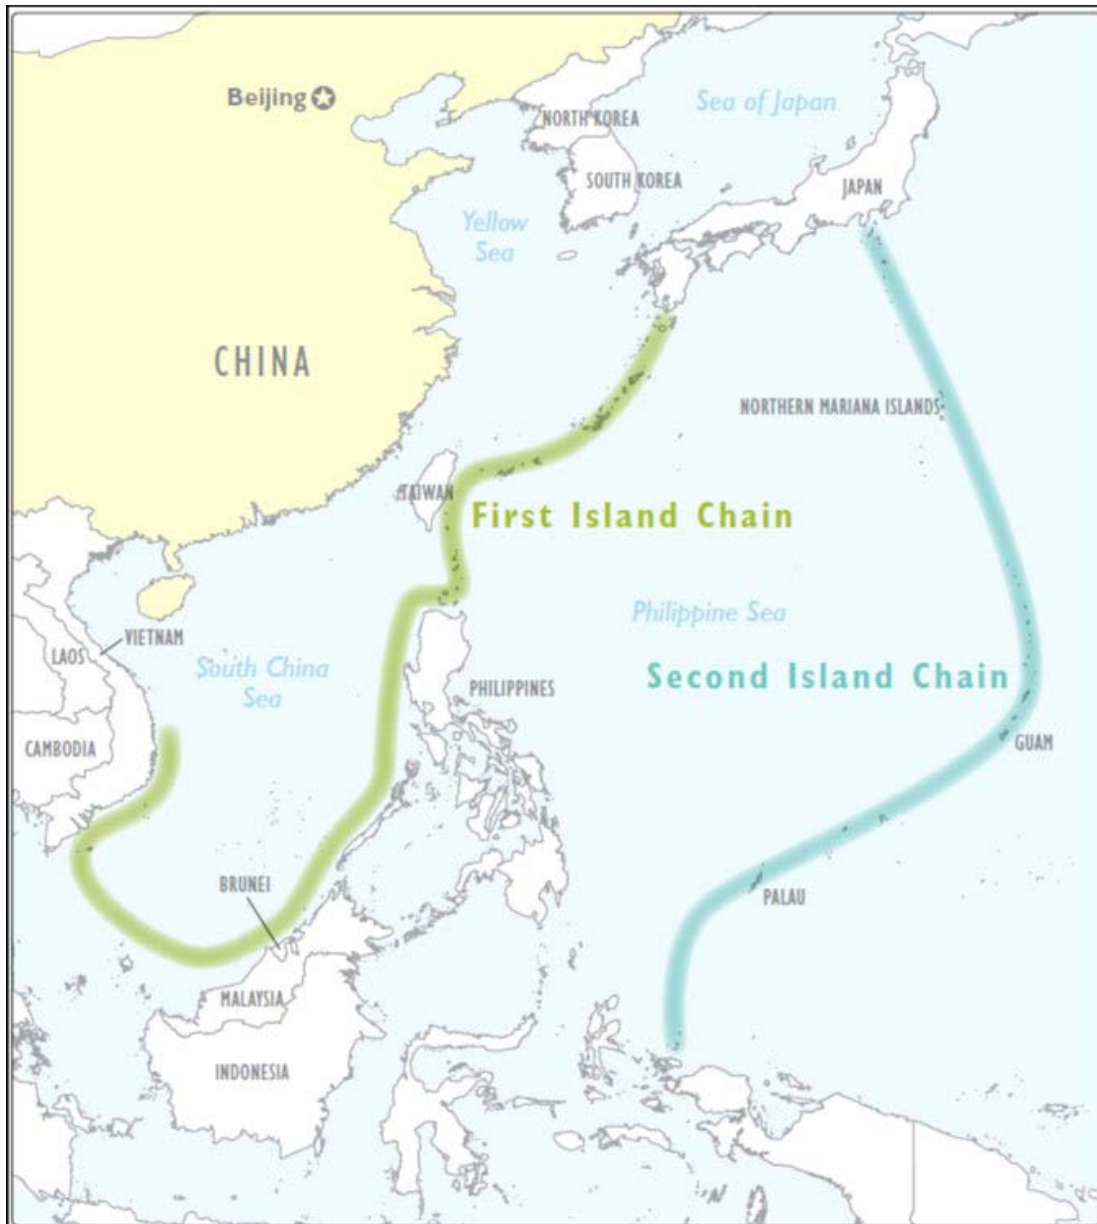 Beijing
Sea of Japan
NORTH KOREA
SOUTH KOREA
JAPAN
Yellow
Sea
CHINA
NORTHERN MARIANA ISLANDS
TAIWAN
First Island Chain
Philippine Sea
VIETNAM
LAOS
South China
Sea
Second Island Chain
PHILIPPINES
CAMBODIA
GUAM
BRUNEI
PALAU
MALAYSIA
INDONESIA